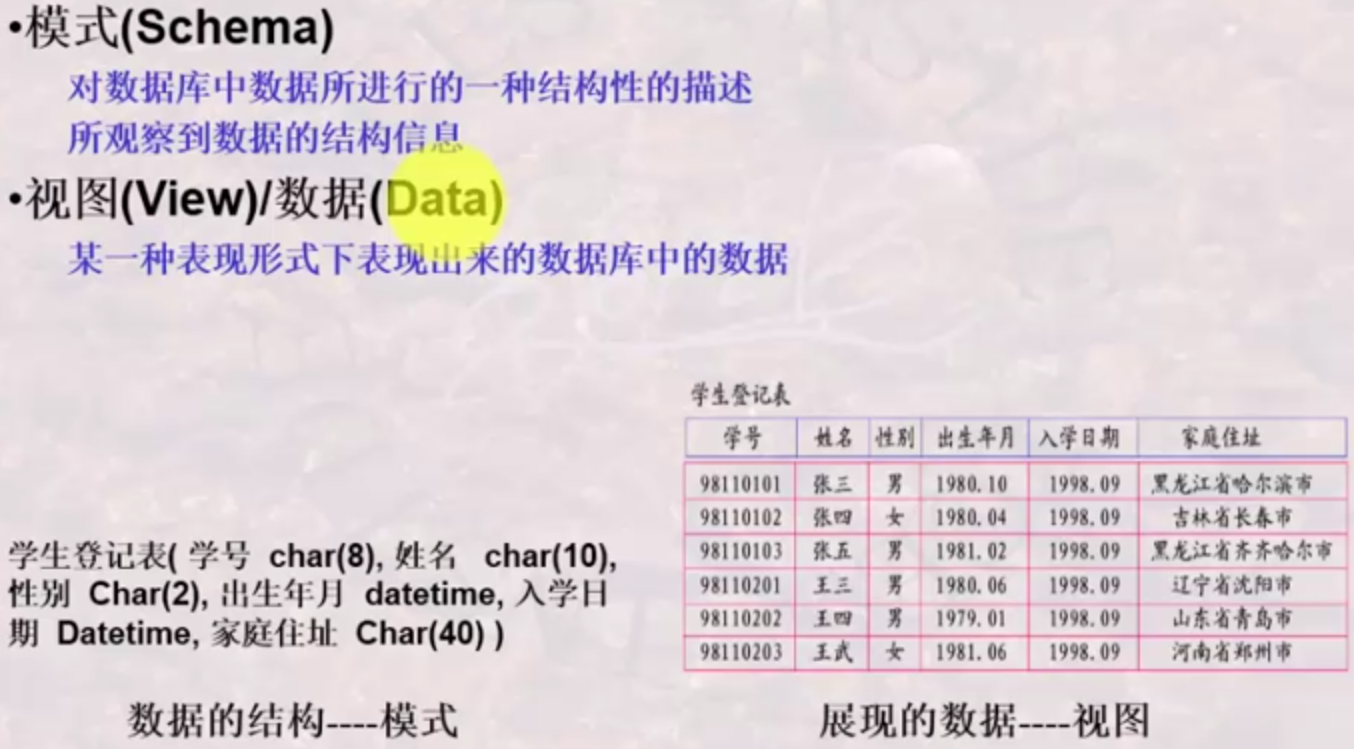 •模式(Schema)
对数据库中数据所进行的一种结构性的描述
所观察到数据的结构信息
•视图(View)/数据(Data)
某一种表现形式下表现出来的数据库中的数据
学生登记表( 学号 char(8), 姓名 char(10),
性别 Char(2), 出生年月 datetime, 入学日
期 Datetime, 家庭住址 Char(40) )
数据的结构----模式
学生登记表
学号 姓名 性别 出生年月 入学日期 家庭住址
98110101 张三 男 1980.10 1998.09 黑龙江省哈尔滨市
98110102 张四 女 1980.04 1998.09 吉林省长春市
98110103 张五 男 1981.02 1998.09 黑龙江省齐齐哈尔市
98110201 王三 男 1980.06 1998.09 辽宁省沈阳市
98110202 王四 男 1979.01 1998.09 山东省青岛市
98110203 王武 女 1981.06 1998.09 河南省郑州市
展现的数据----视图